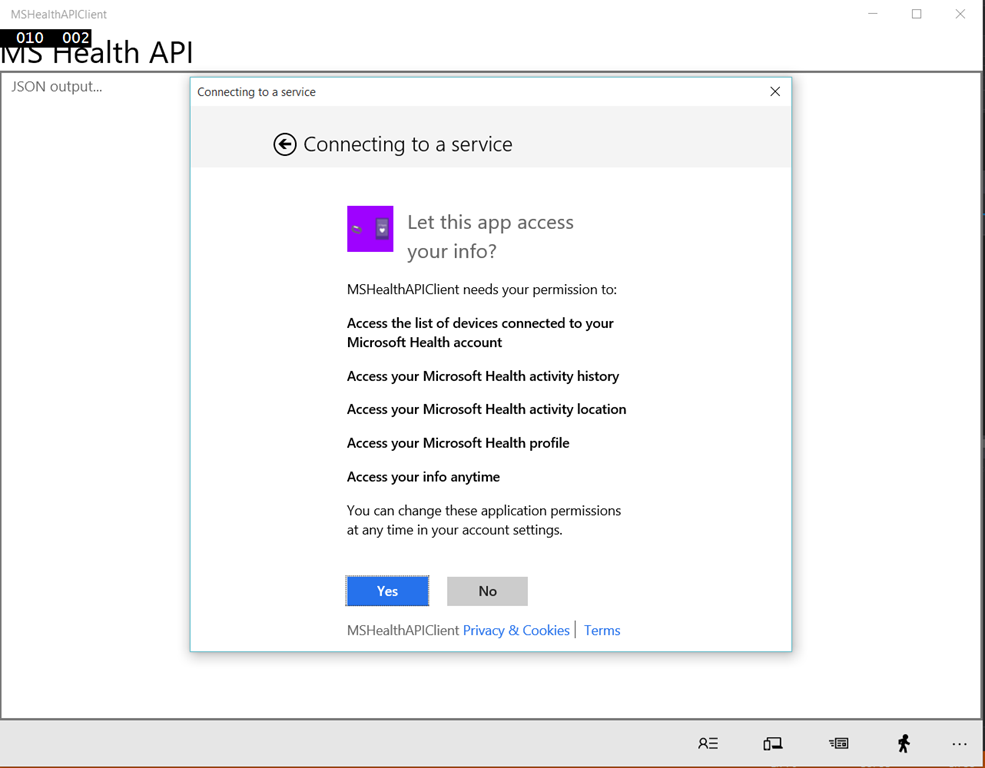 MSHealthAPIClient
010 002
MS Health API
JSON output...
Connecting to a service
Connecting to a service
Let this app access
your info?
MSHealthAPIClient needs your permission to:
Access the list of devices connected to your
Microsoft Health account
Access your Microsoft Health activity history
Access your Microsoft Health activity location
Access your Microsoft Health profile
Access your info anytime
You can change these application permissions
at any time in your account settings.
Yes No
MSHealthAPIClient Privacy & Cookies | Terms